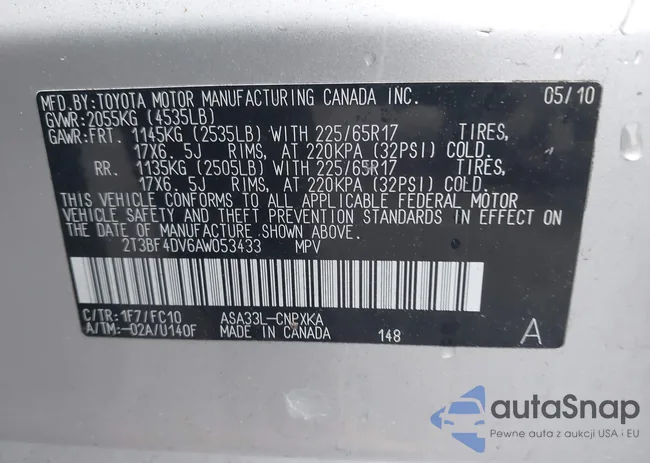 MFD.BY:TOYOTA MOTOR MANUFACTURING CANADA INC. 05/10
GVWR:2055KG (4535LB)
GAWR:FRT. 1145KG (2535LB) WITH 225/65R17 TIRES,
17X6. 5J RIMS, AT 220KPA (32PSI) COLD.
RR. 1135KG (2505LB) WITH 225/65R17 TIRES,
17X6. 5J RIMS, AT 220KPA (32PSI) COLD.
THIS VEHICLE CONFORMS TO ALL APPLICABLE FEDERAL MOTOR
VEHICLE SAFETY AND THEFT PREVENTION STANDARDS IN EFFECT ON
THE DATE OF MANUFACTURE SHOWN ABOVE.
2T3BF4DV6AW053433 MPV
C/TR:1F7/FC10 ASA33L-CNPXKA
A/TM:-02A/U140F MADE IN CANADA 148 A
autoSnap
Pewne auta z aukcji USA i EU